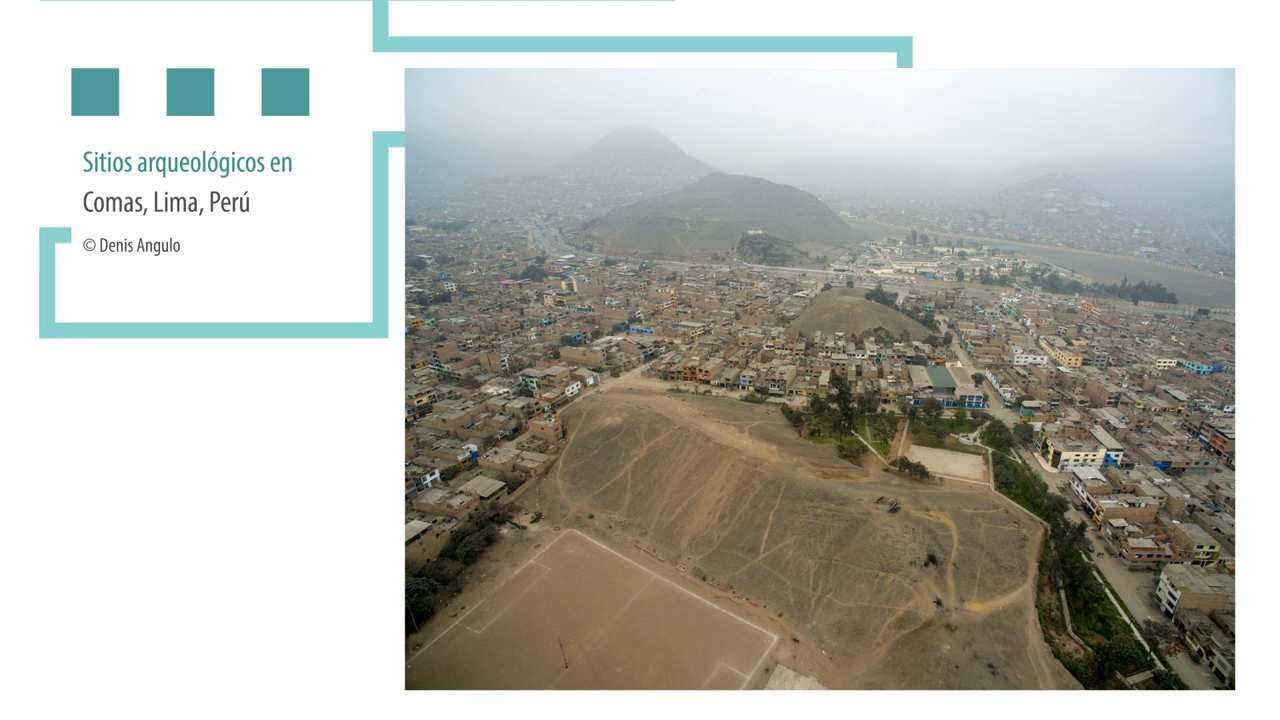 Sitios arqueológicos en
Comas, Lima, Perú
© Denis Angulo